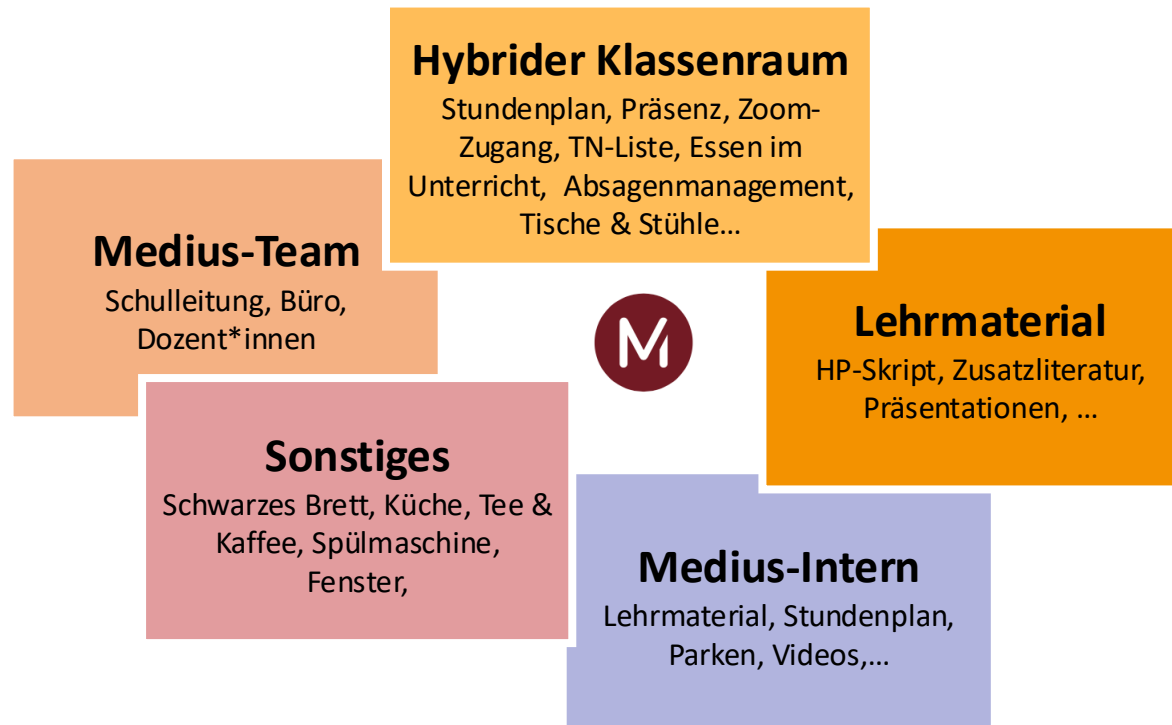 Hybrider Klassenraum
Stundenplan, Präsenz, Zoom-
Zugang, TN-Liste, Essen im
Unterricht, Absagenmanagement,
Tische & Stühle…
Medius-Team
Schulleitung, Büro,
Dozent*innen
M
Lehrmaterial
HP-Skript, Zusatzliteratur,
Präsentationen, …
Sonstiges
Schwarzes Brett, Küche, Tee &
Kaffee, Spülmaschine,
Fenster,
Medius-Intern
Lehrmaterial, Stundenplan,
Parken, Videos,…